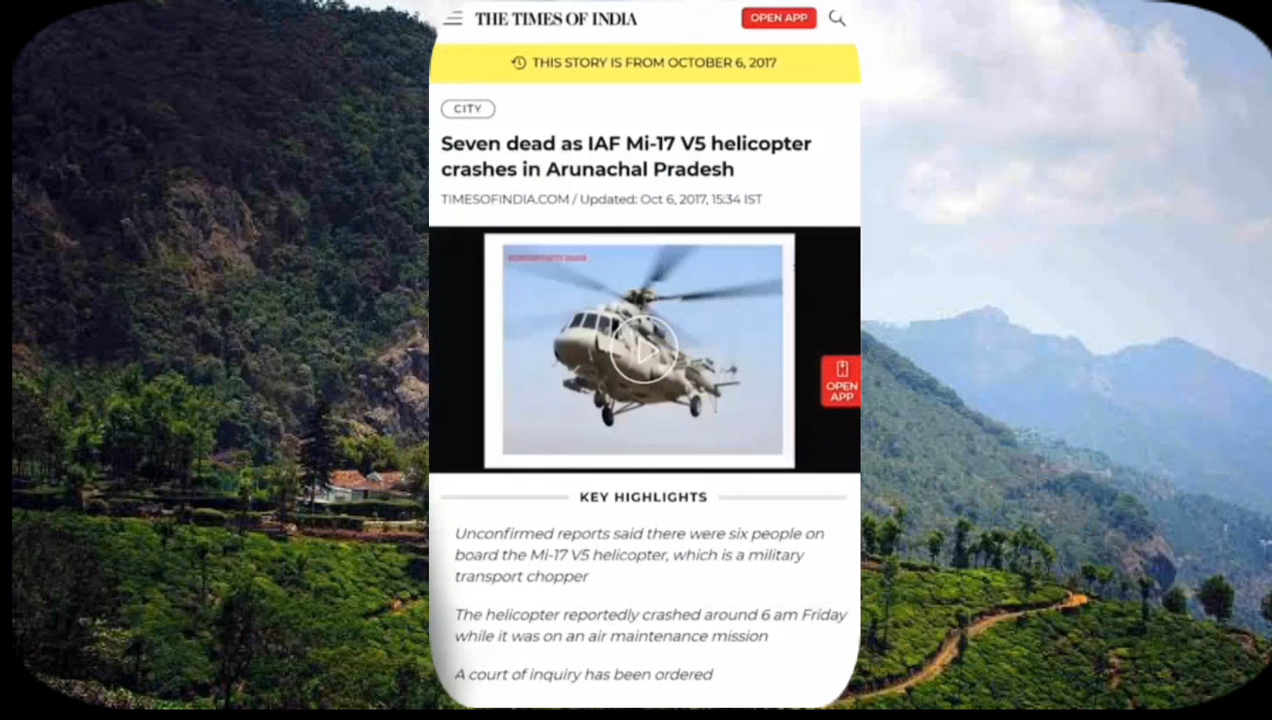 THE TIMES OF INDIA
OPEN APP
THIS STORY IS FROM OCTOBER 6, 2017
CITY
Seven dead as IAF Mi-17 V5 helicopter
crashes in Arunachal Pradesh
TIMESOFINDIA.COM / Updated: Oct 6, 2017, 15:34 IST
OPEN
APP
KEY HIGHLIGHTS
Unconfirmed reports said there were six people on
board the Mi-17 V5 helicopter, which is a military
transport chopper
The helicopter reportedly crashed around 6 am Friday
while it was on an air maintenance mission
A court of inquiry has been ordered